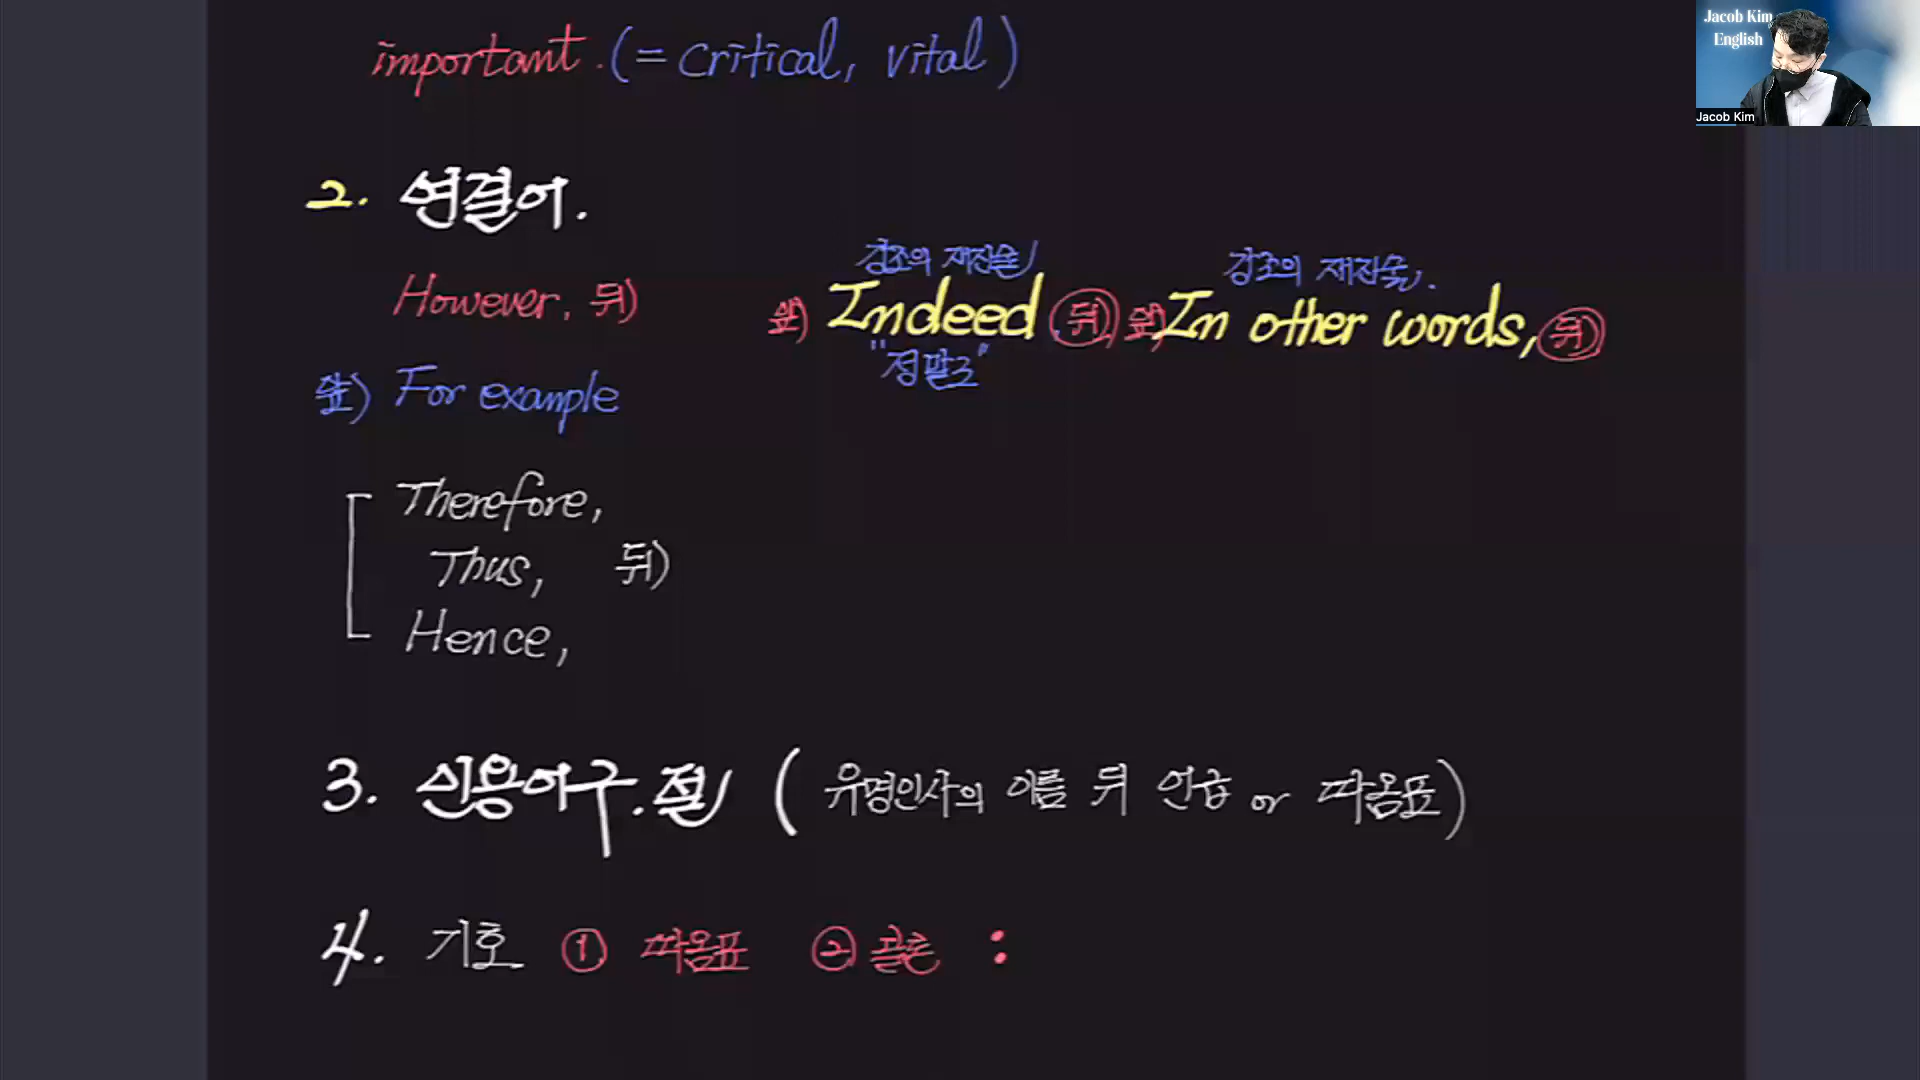 Jacob Kim
English
Jacob Kim
important. (= critical, vital)
2. 연결어.
However, 뒤)
앞) For example
Therefore,
Thus, 뒤)
Hence,
강조의 재진술
앞) Indeed, 뒤)
"정말로"
강조의 재진술.
앞) In other words, 뒤)
3. 인용어구.절 ( 유명인사의 이름 뒤 언급 or 따옴표)
4. 기호 ① 따옴표 ② 콜론 :